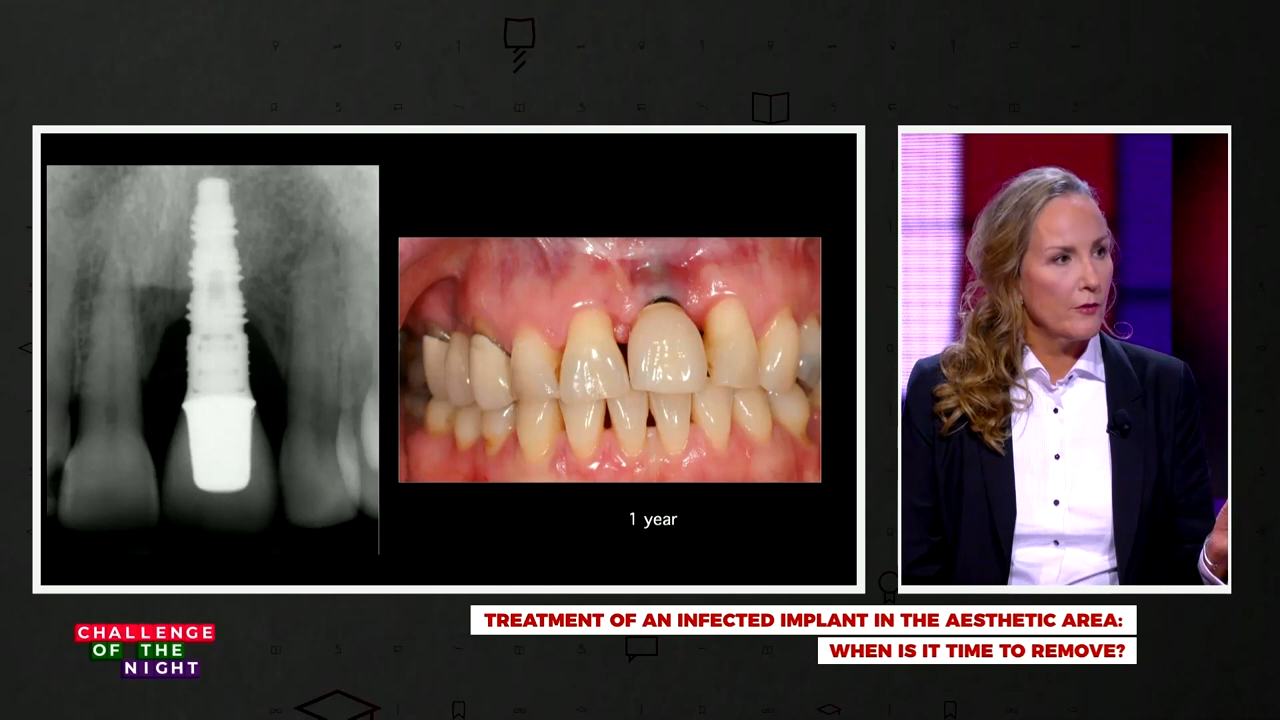 1 year
TREATMENT OF AN INFECTED IMPLANT IN THE AESTHETIC AREA:
WHEN IS IT TIME TO REMOVE?
CHALLENGE
OF THE
NIGHT